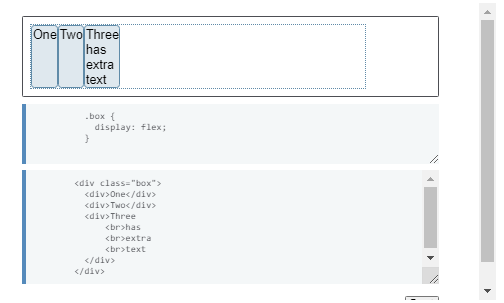 One Two Three
has
extra
text
.box {
display: flex;
}
<div class="box">
<div>One</div>
<div>Two</div>
<div>Three
<br>has
<br>extra
<br>text
</div>
</div>